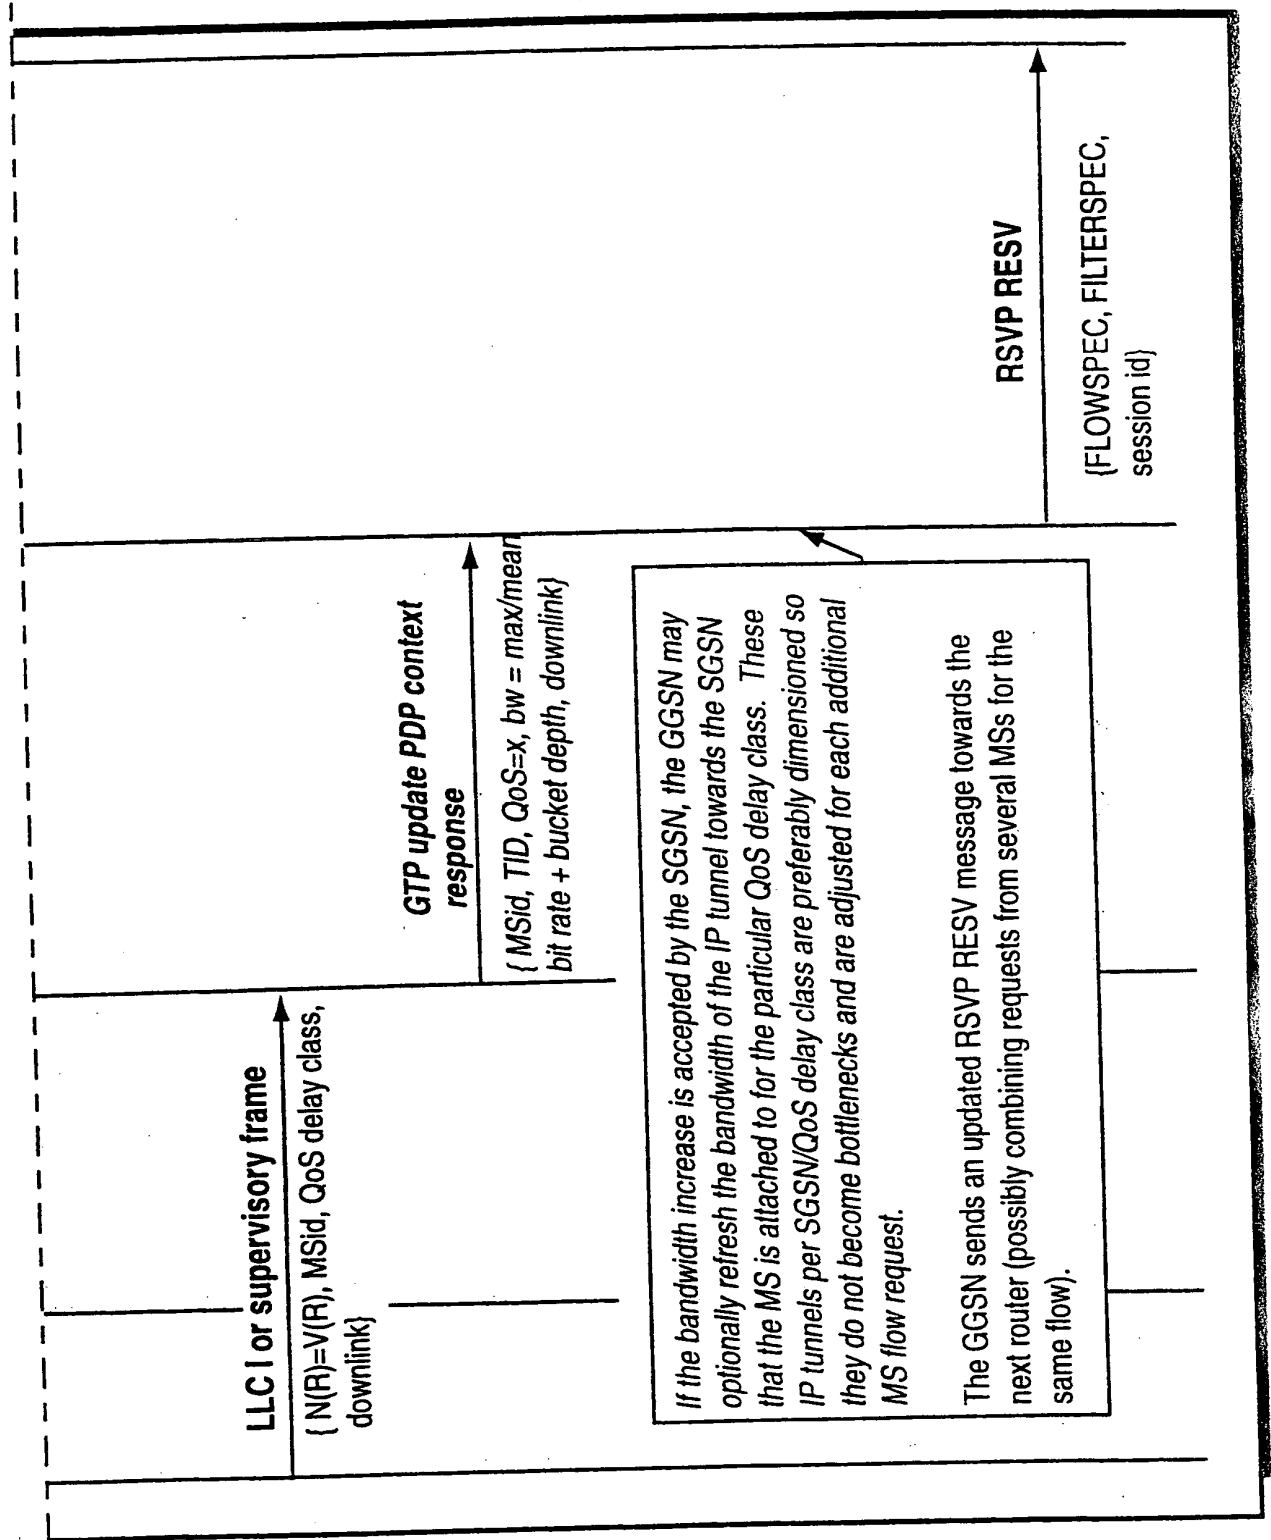 LLC I or supervisory frame
{ N(R)=V(R), MSid, QoS delay class,
downlink}
GTP update PDP context
response
{ MSid, TID, QoS=x, bw = max/mean
bit rate + bucket depth, downlink}
If the bandwidth increase is accepted by the SGSN, the GGSN may
optionally refresh the bandwidth of the IP tunnel towards the SGSN
that the MS is attached to for the particular QoS delay class. These
IP tunnels per SGSN/QoS delay class are preferably dimensioned so
they do not become bottlenecks and are adjusted for each additional
MS flow request.
The GGSN sends an updated RSVP RESV message towards the
next router (possibly combining requests from several MSs for the
same flow).
RSVP RESV
{FLOWSPEC, FILTERSPEC,
session id}